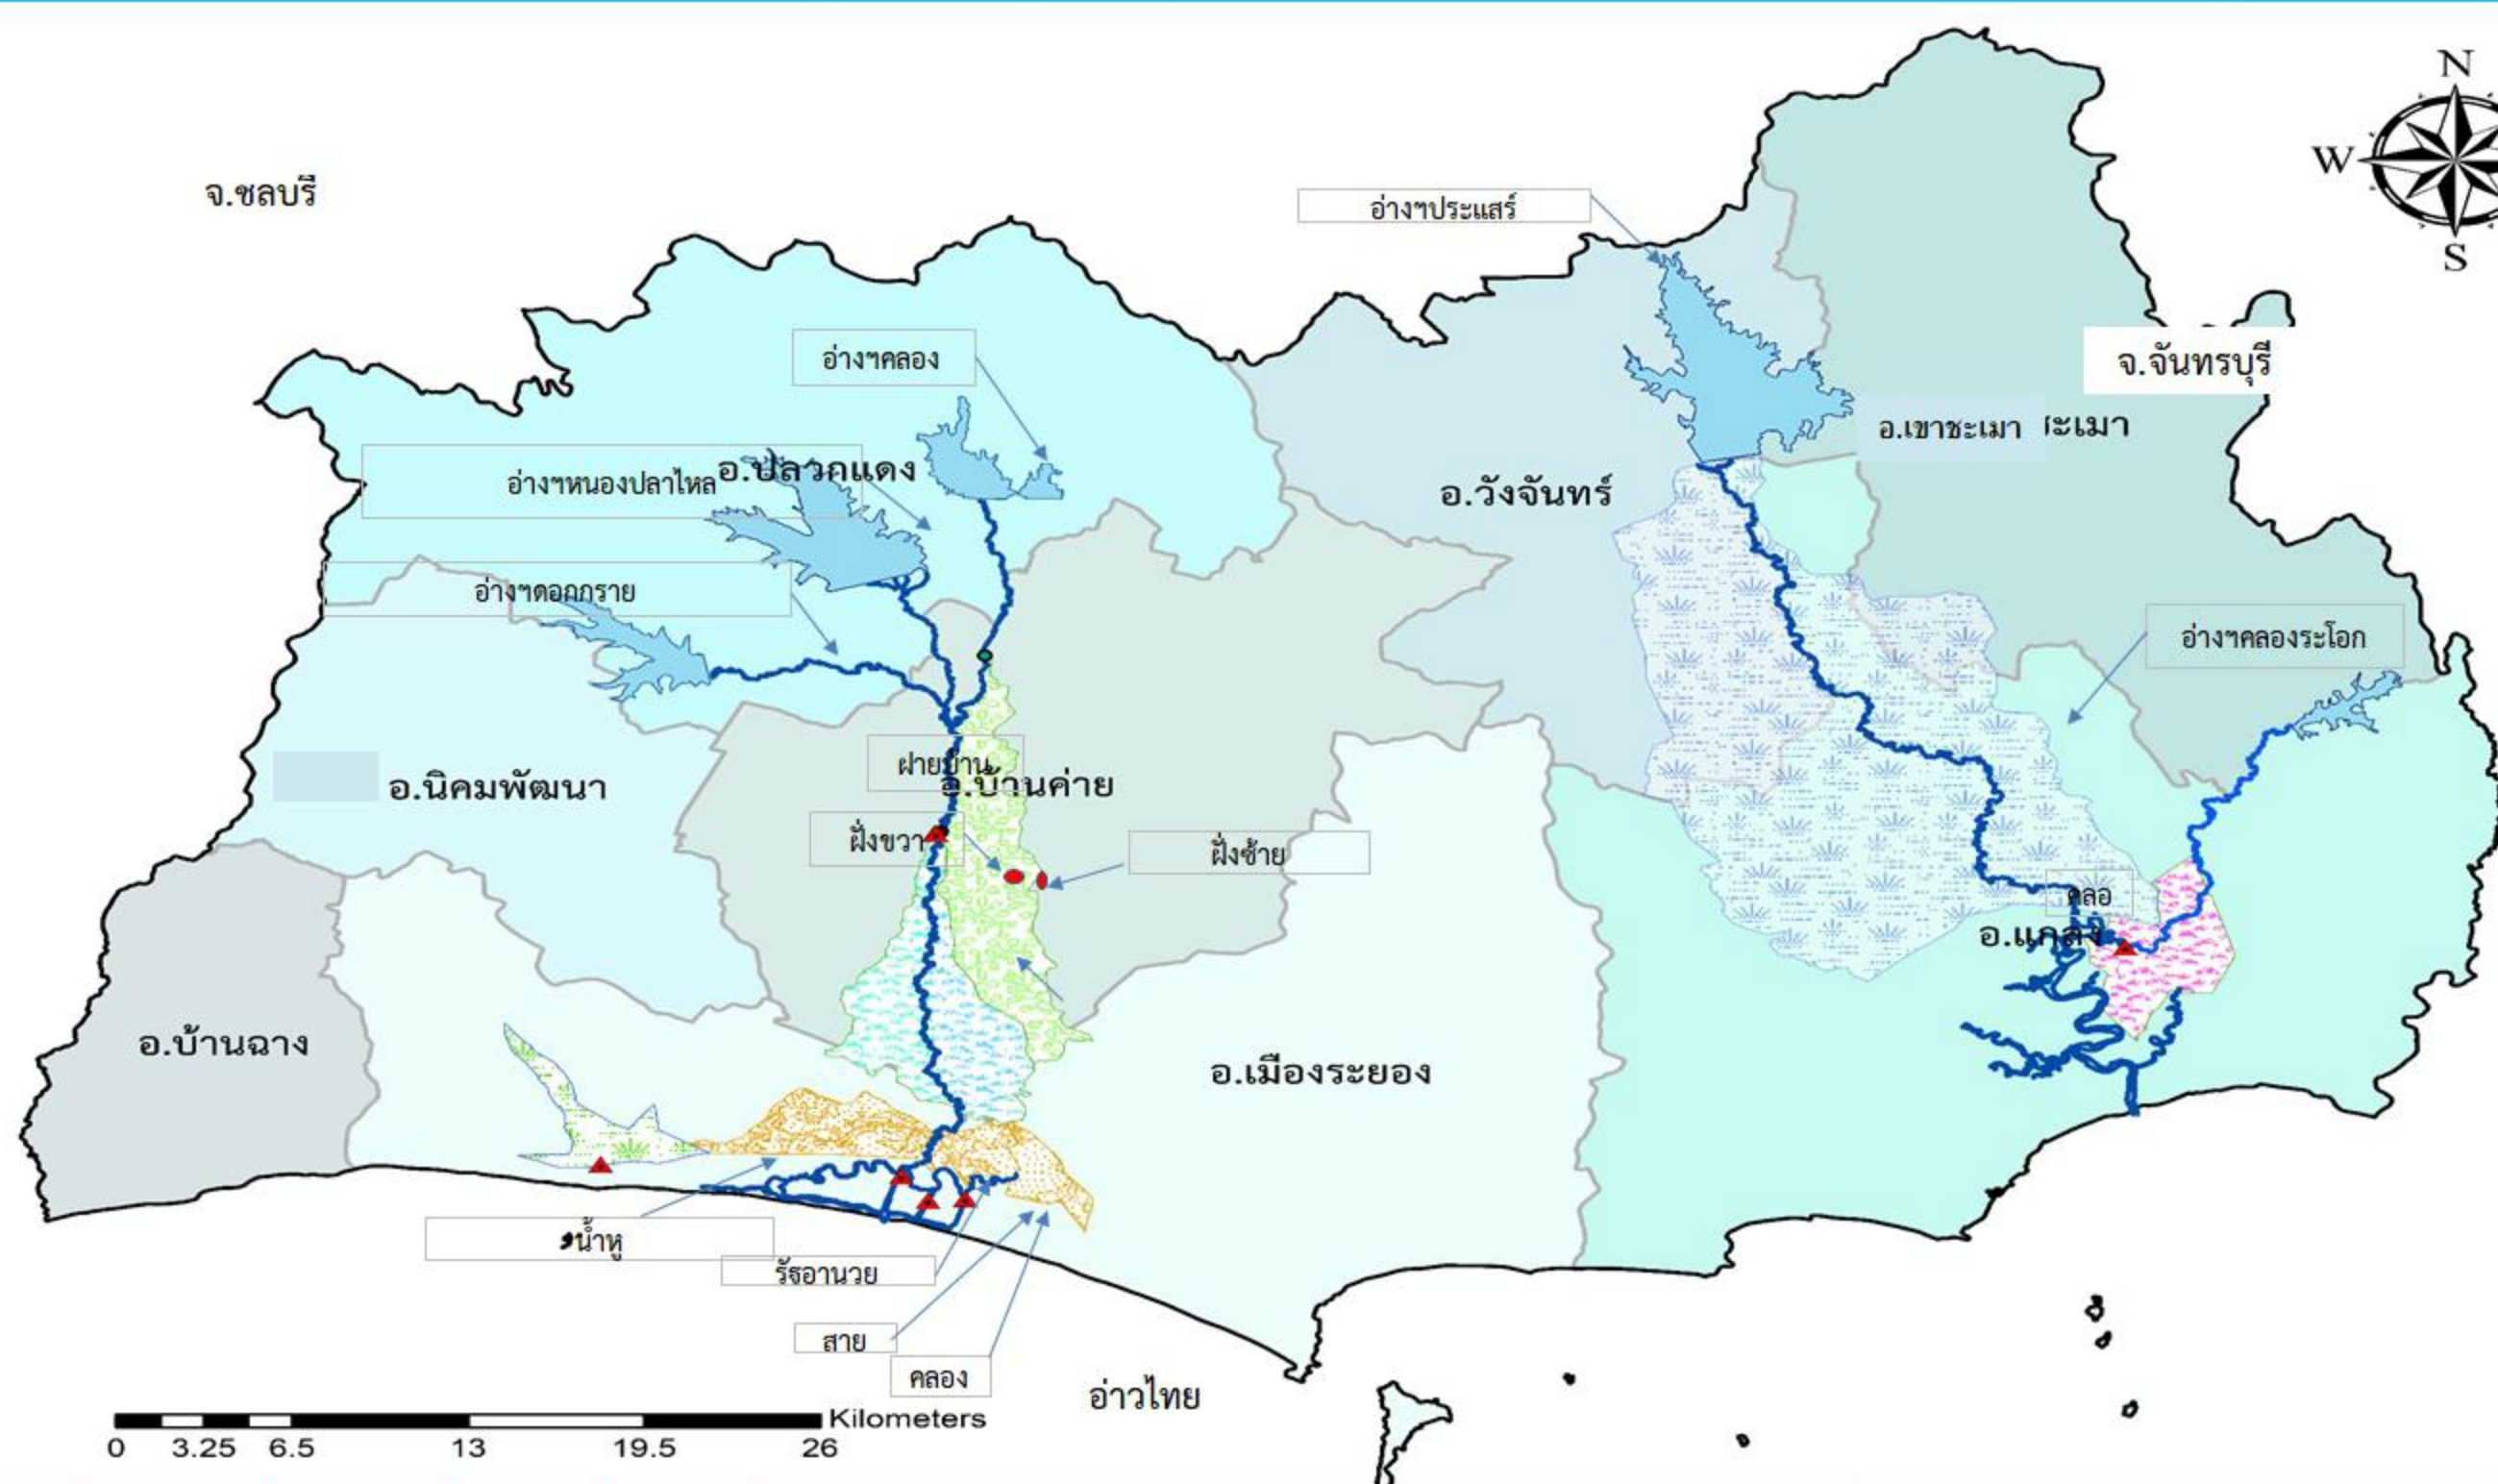 N
W
S
จ.ชลบุรี
อ่างฯประแสร์
อ่างฯคลอง
จ.จันทรบุรี
อ.เขาชะเมา
ชะเมา
อ.ปลวกแดง
อ่างฯหนองปลาไหล
อ.วังจันทร์
อ่างฯดอกกราย
อ่างฯคลองระโอก
ฝายบ้าน
อ.นิคมพัฒนา
อ.บ้านค่าย
ฝั่งขวา
ฝั่งซ้าย
คลอ
อ.แกลง
อ.บ้านฉาง
อ.เมืองระยอง
น้ำหู
รัฐอานวย
สาย
คลอง
อ่าวไทย
Kilometers
0 3.25 6.5 13 19.5 26